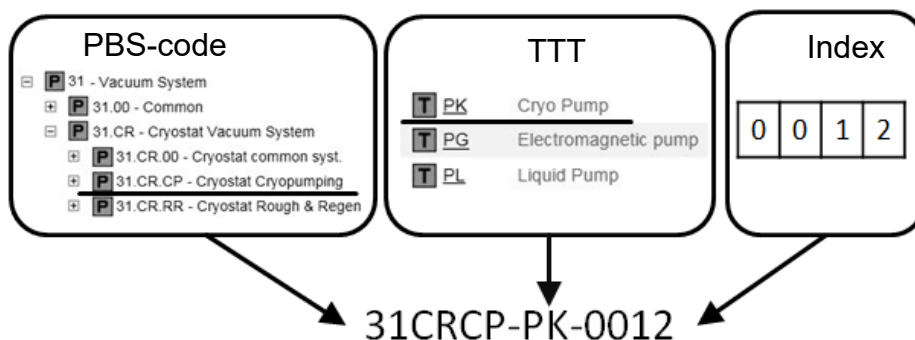 PBS-code
P 31 - Vacuum System
P 31.00 - Common
P 31.CR - Cryostat Vacuum System
P 31.CR.00 - Cryostat common syst.
P 31.CR.CP - Cryostat Cryopumping
P 31.CR.RR - Cryostat Rough & Regen
TTT
T PK Cryo Pump
T PG Electromagnetic pump
T PL Liquid Pump
Index
0 0 1 2
31CRCP-PK-0012